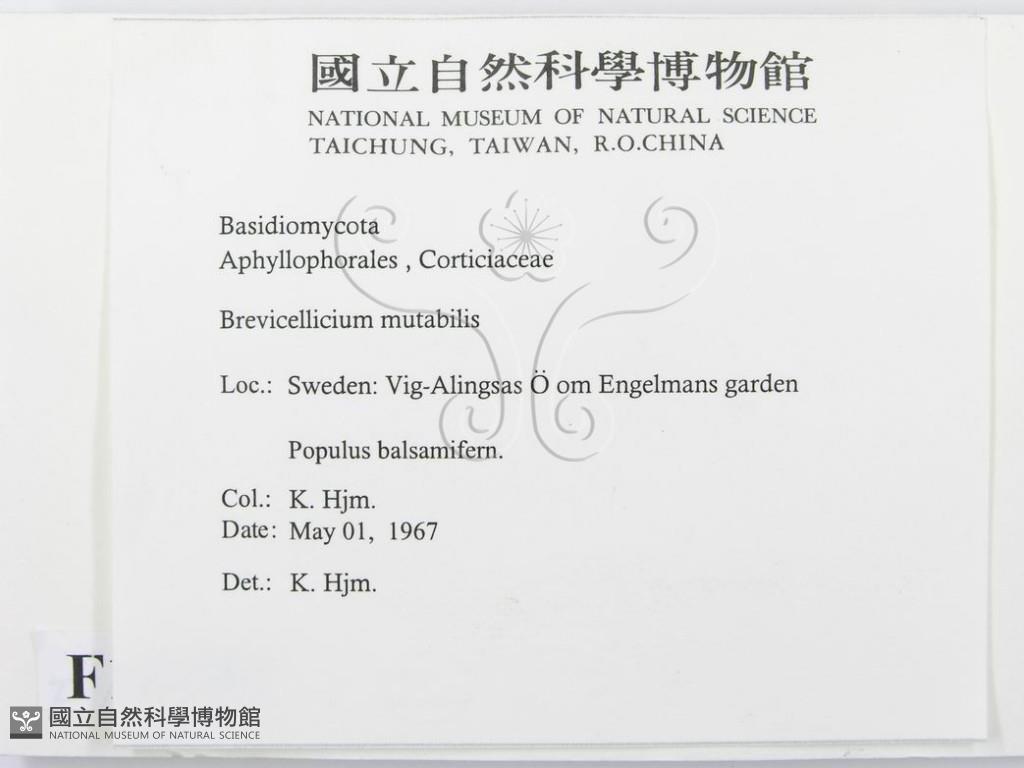 國立自然科學博物館
NATIONAL MUSEUM OF NATURAL SCIENCE
TAICHUNG, TAIWAN, R.O.CHINA
Basidiomycota
Aphyllophorales , Corticiaceae
Brevicellicium mutabilis
Loc.: Sweden: Vig-Alingsas Ö om Engelmans garden
Populus balsamifern.
Col.: K. Hjm.
Date: May 01, 1967
Det.: K. Hjm.
F
國立自然科學博物館
NATIONAL MUSEUM OF NATURAL SCIENCE